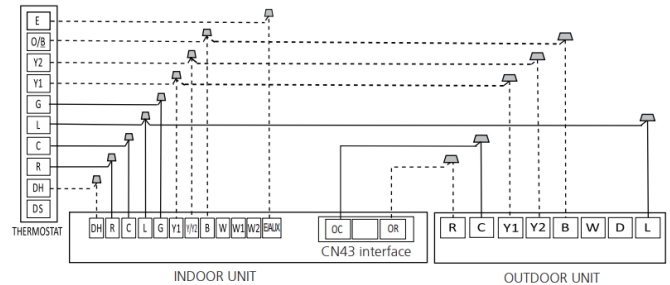 E
O/B
Y2
Y1
G
L
C
R
DH
DS
THERMOSTAT
DH R C L G Y1 Y/Y2 B W W1 W2 EAUX
OC OR
CN43 interface
R C Y1 Y2 B W D L
INDOOR UNIT
OUTDOOR UNIT